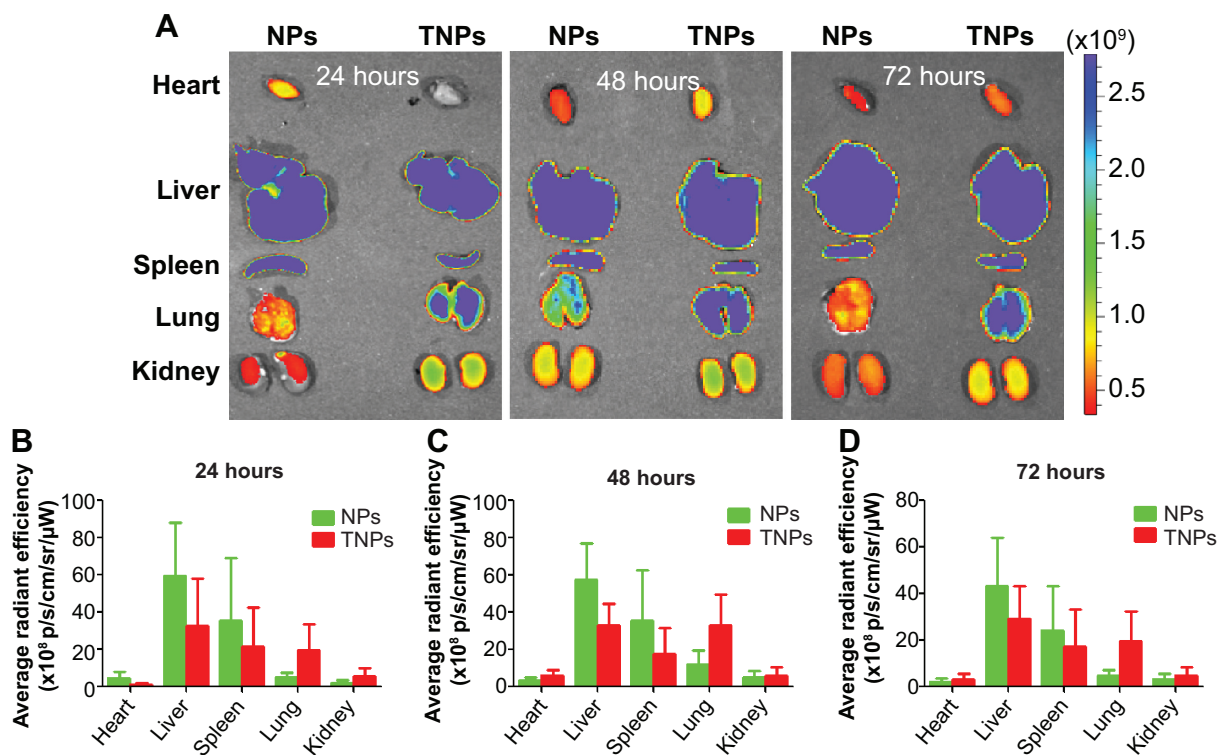 A
NPs TNPs NPs TNPs NPs TNPs (x10⁹)
24 hours 48 hours 72 hours
Heart
Liver
Spleen
Lung
Kidney
2.5
2.0
1.5
1.0
0.5
B
24 hours
Average radiant efficiency
(x10⁸ p/s/cm/sr/µW)
100
80
60
40
20
0
NPs
TNPs
Heart Liver Spleen Lung Kidney
C
48 hours
Average radiant efficiency
(x10⁸ p/s/cm/sr/µW)
100
80
60
40
20
0
NPs
TNPs
Heart Liver Spleen Lung Kidney
D
72 hours
Average radiant efficiency
(x10⁸ p/s/cm/sr/µW)
80
60
40
20
0
NPs
TNPs
Heart Liver Spleen Lung Kidney